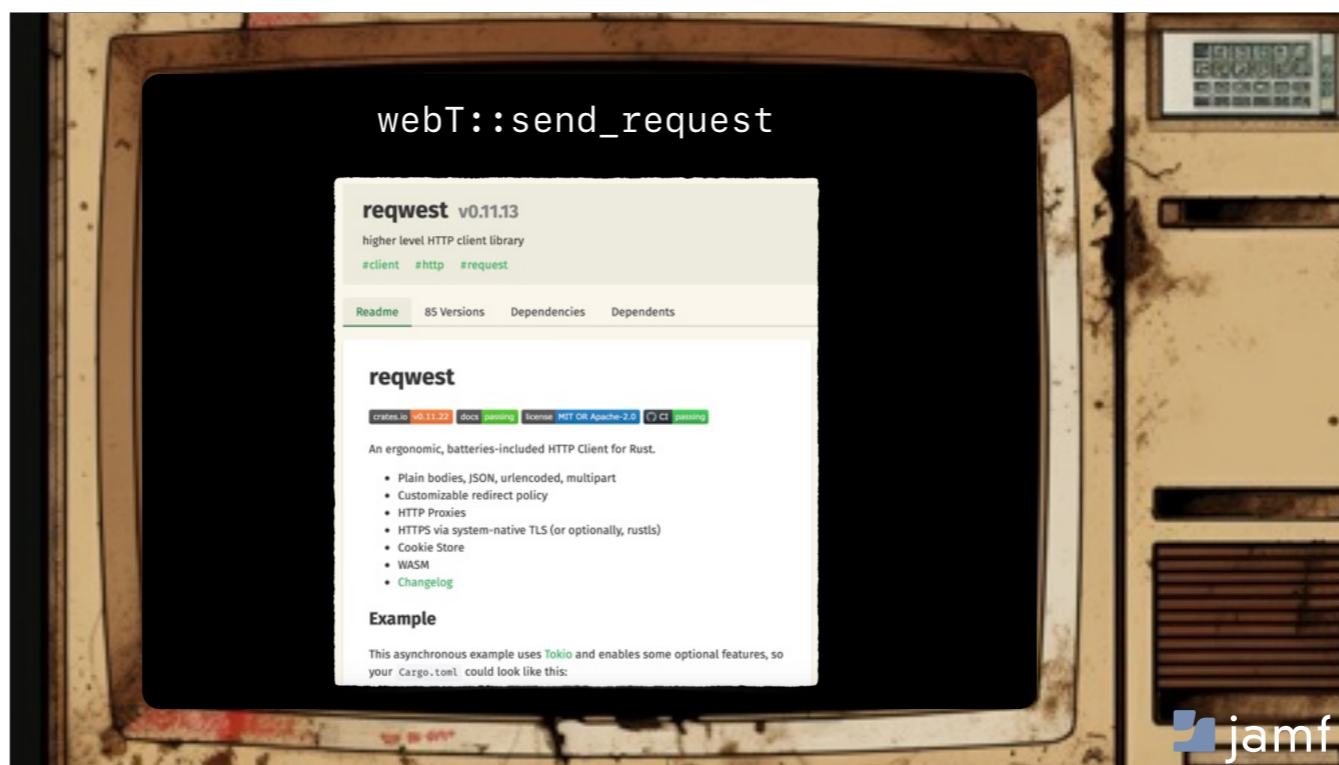 webT::send_request
reqwest v0.11.13
higher level HTTP client library
#client #http #request
Readme 85 Versions Dependencies Dependents
reqwest
crates.io v0.11.22 docs passing license MIT OR Apache-2.0 CI passing
An ergonomic, batteries-included HTTP Client for Rust.
• Plain bodies, JSON, urlencoded, multipart
• Customizable redirect policy
• HTTP Proxies
• HTTPS via system-native TLS (or optionally, rustls)
• Cookie Store
• WASM
• Changelog
Example
This asynchronous example uses Tokio and enables some optional features, so
your Cargo.toml could look like this:
jamf